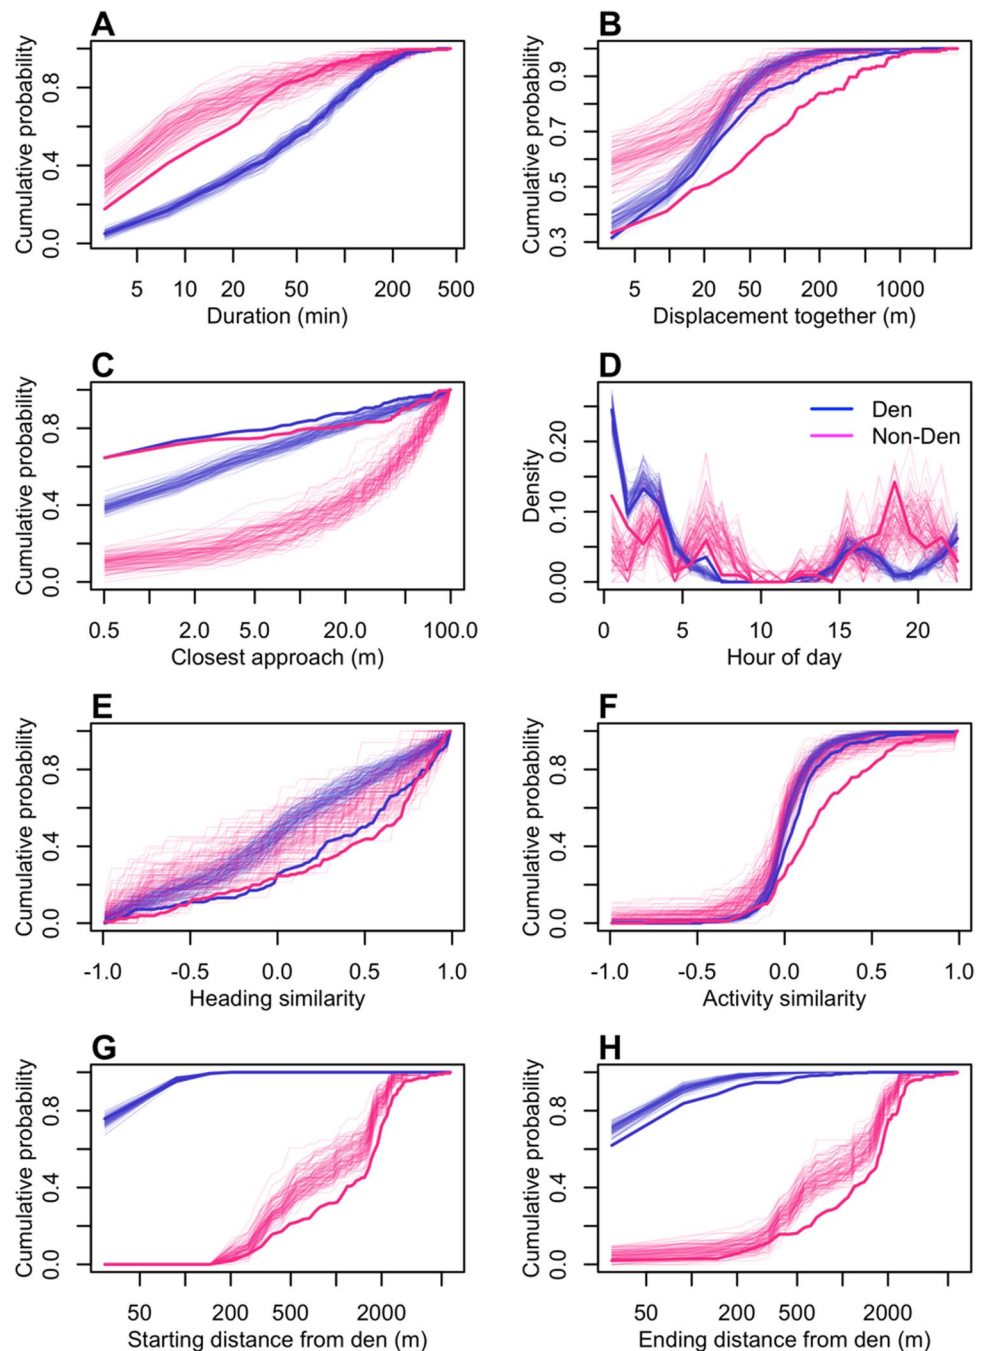 A
Cumulative probability
0.0 0.4 0.8
5 10 20 50 200 500
Duration (min)
B
Cumulative probability
0.3 0.5 0.7 0.9
5 20 50 200 1000
Displacement together (m)
C
Cumulative probability
0.0 0.4 0.8
0.5 2.0 5.0 20.0 100.0
Closest approach (m)
D
Density
0.00 0.10 0.20
Den
Non-Den
0 5 10 15 20
Hour of day
E
Cumulative probability
0.0 0.4 0.8
-1.0 -0.5 0.0 0.5 1.0
Heading similarity
F
Cumulative probability
0.0 0.4 0.8
-1.0 -0.5 0.0 0.5 1.0
Activity similarity
G
Cumulative probability
0.0 0.4 0.8
50 200 500 2000
Starting distance from den (m)
H
Cumulative probability
0.0 0.4 0.8
50 200 500 2000
Ending distance from den (m)